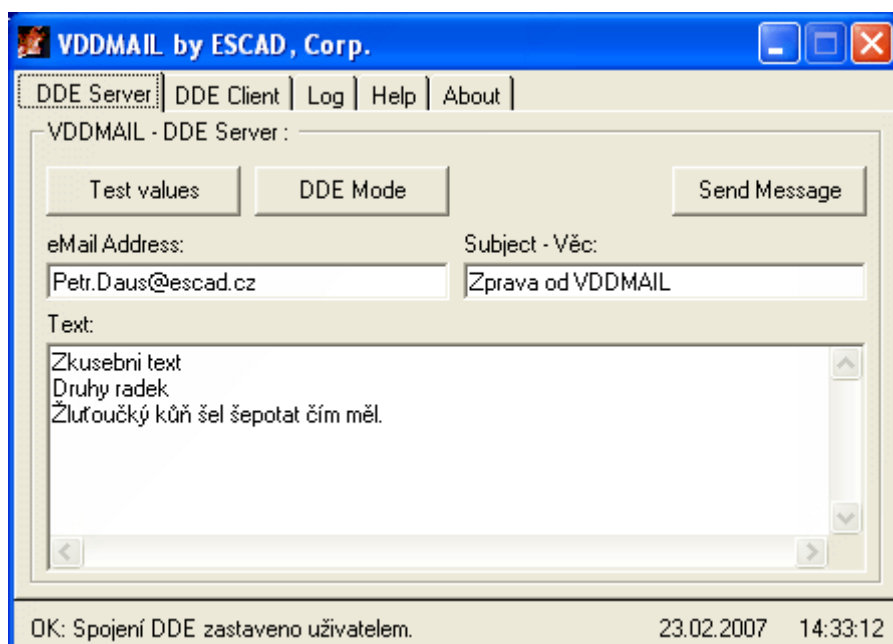 VDDMAIL by ESCAD, Corp.
DDE Server DDE Client Log Help About
VDDMAIL - DDE Server :
Test values DDE Mode Send Message
eMail Address: Subject - Věc:
Petr.Daus@escad.cz Zprava od VDDMAIL
Text:
Zkusebni text
Druhy radek
Žluťoučký kůň šel šepotat čím měl.
OK: Spojení DDE zastaveno uživatelem. 23.02.2007 14:33:12